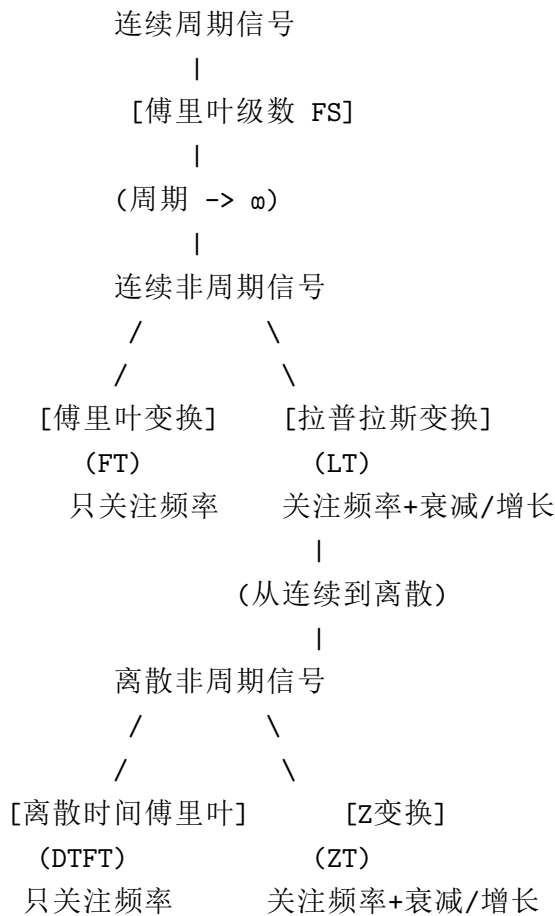 连续周期信号
|
[傅里叶级数 FS]
|
(周期 -> ∞)
|
连续非周期信号
/ \
/ \
[傅里叶变换] [拉普拉斯变换]
(FT) (LT)
只关注频率 关注频率+衰减/增长
|
(从连续到离散)
|
离散非周期信号
/ \
/ \
[离散时间傅里叶] [Z变换]
(DTFT) (ZT)
只关注频率 关注频率+衰减/增长